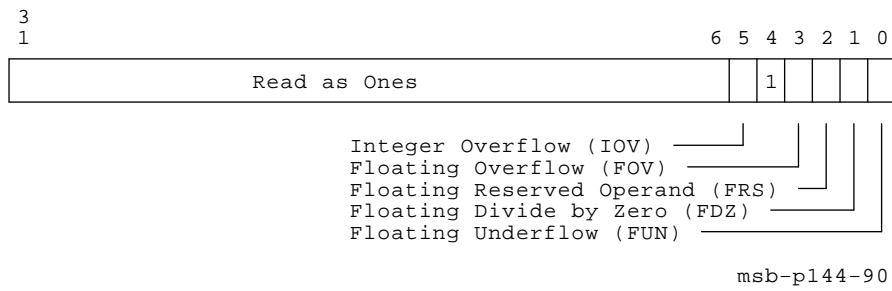 3
1 6 5 4 3 2 1 0
Read as Ones 1
Integer Overflow (IOV)
Floating Overflow (FOV)
Floating Reserved Operand (FRS)
Floating Divide by Zero (FDZ)
Floating Underflow (FUN)
msb-p144-90